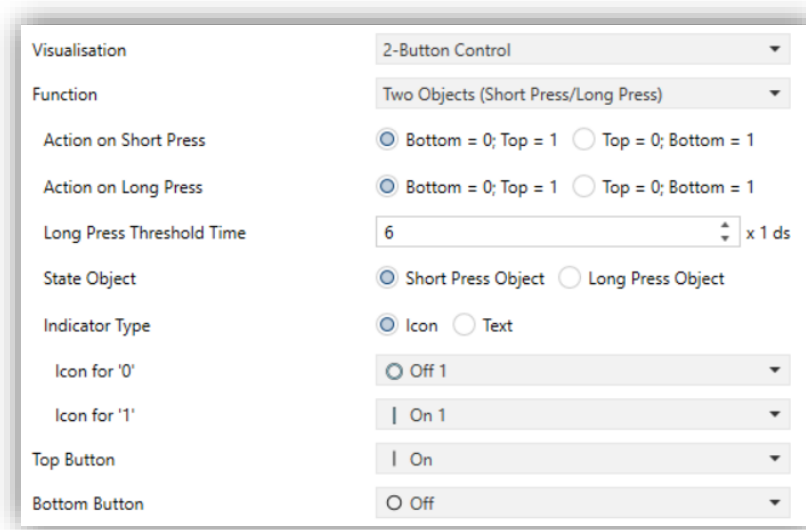 Visualisation 2-Button Control
Function Two Objects (Short Press/Long Press)
Action on Short Press Bottom = 0; Top = 1 Top = 0; Bottom = 1
Action on Long Press Bottom = 0; Top = 1 Top = 0; Bottom = 1
Long Press Threshold Time 6 x 1 ds
State Object Short Press Object Long Press Object
Indicator Type Icon Text
Icon for '0' Off 1
Icon for '1' On 1
Top Button On
Bottom Button Off